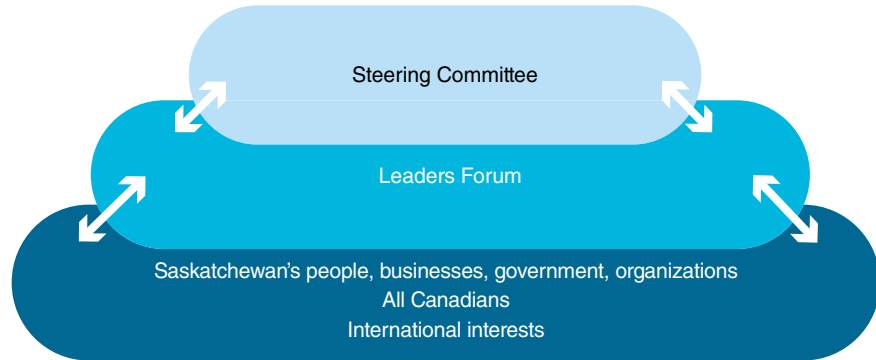 Steering Committee
Leaders Forum
Saskatchewan’s people, businesses, government, organizations
All Canadians
International interests